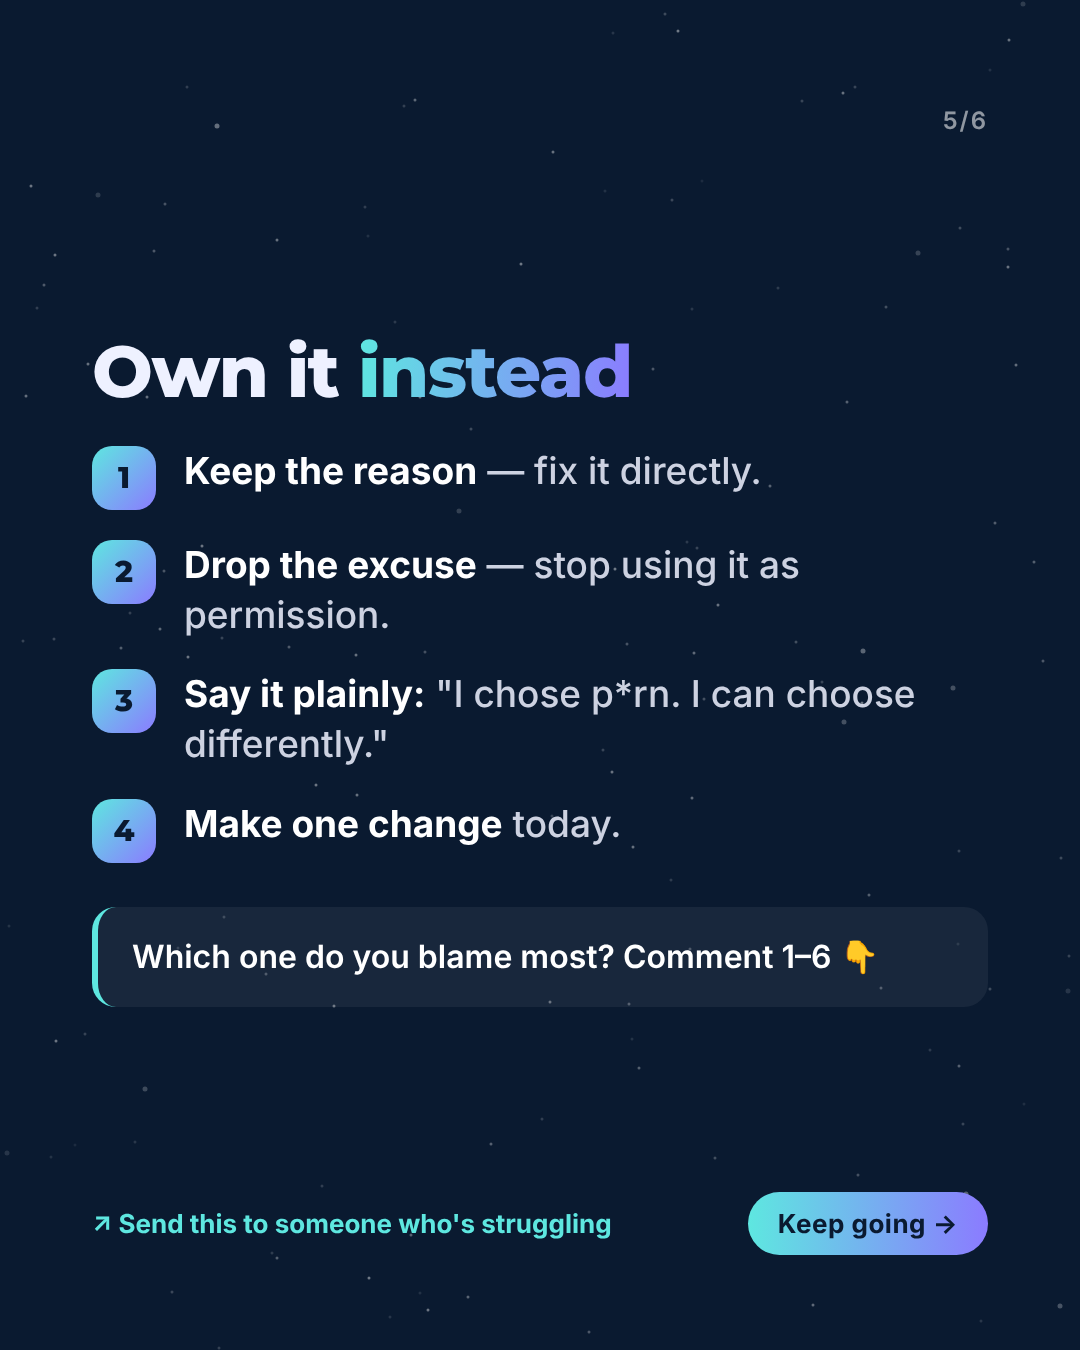 5/6
Own it instead
1 Keep the reason — fix it directly.
2 Drop the excuse — stop using it as
permission.
3 Say it plainly: "I chose p*rn. I can choose
differently."
4 Make one change today.
Which one do you blame most? Comment 1–6 👇
↗ Send this to someone who's struggling
Keep going →